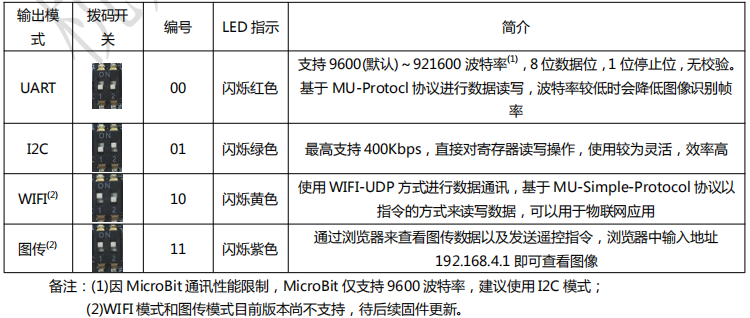 输出模式 拨码开关 编号 LED 指示 简介
UART ON 1 2 00 闪烁红色 支持 9600(默认)~921600 波特率(1)，8 位数据位，1 位停止位，无校验。
基于 MU-Protocl 协议进行数据读写，波特率较低时会降低图像识别帧
率
I2C ON 1 2 01 闪烁绿色 最高支持 400Kbps，直接对寄存器读写操作，使用较为灵活，效率高
WIFI(2) ON 1 2 10 闪烁黄色 使用 WIFI-UDP 方式进行数据通讯，基于 MU-Simple-Protocol 协议以
指令的方式来读写数据，可以用于物联网应用
图传(2) ON 1 2 11 闪烁紫色 通过浏览器来查看图传数据以及发送遥控指令，浏览器中输入地址
192.168.4.1 即可查看图像
备注：(1)因 MicroBit 通讯性能限制，MicroBit 仅支持 9600 波特率，建议使用 I2C 模式；
(2)WIFI 模式和图传模式目前版本尚不支持，待后续固件更新。